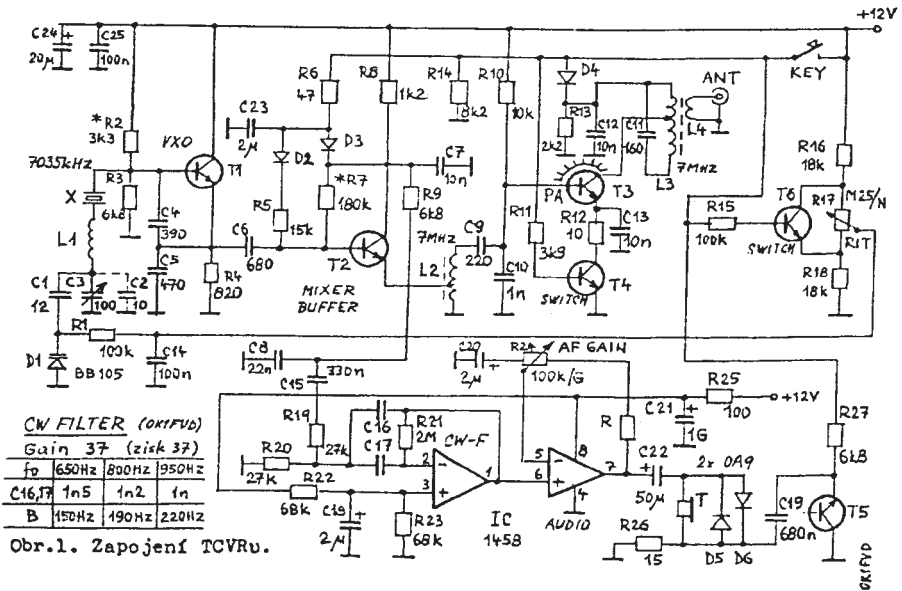 +12V
C24
+
20µ
C25
100n
*R2
3k3
VXO
7035kHz
X
R3
6k8
L1
C4
390
T1
C5
470
R4
820
C1
12
C3
100
C2
10
R1
100k
D1
BB105
C14
100n
C23
2µ
D2
R5
15k
C6
680
R6
47
D3
*R7
180k
T2
MIXER
BUFFER
R8
1k2
R14
8k2
R10
10k
C7
10n
R9
6k8
7MHz
L2
C9
220
C10
1n
R11
3k9
D4
R13
2k2
C12
10n
C11
160
L3
7MHz
L4
ANT
PA
T3
R12
10
C13
10n
T4
SWITCH
KEY
R16
18k
R15
100k
T6
SWITCH
R17
M25/N
RIT
R18
18k
C8
22n
C15
330n
R19
27k
R20
27k
R22
68k
C18
+
2µ
C16
C17
R21
2M
CW-F
2
3
1
R23
68k
IC
1458
C20
2µ
+
R24
AF GAIN
100k/G
5
6
8
4
7
AUDIO
R
C21
+
1G
R25
100
+12V
C22
+
50µ
2x OA9
T
D5
D6
R26
15
C19
680n
R27
6k8
T5
OK1FVD
CW FILTER (OK1FVD)
Gain 37 (zisk 37)
fo 650Hz 800Hz 950Hz
C16,17 1n5 1n2 1n
B 150Hz 190Hz 220Hz
Obr.1. Zapojení TCVRu.